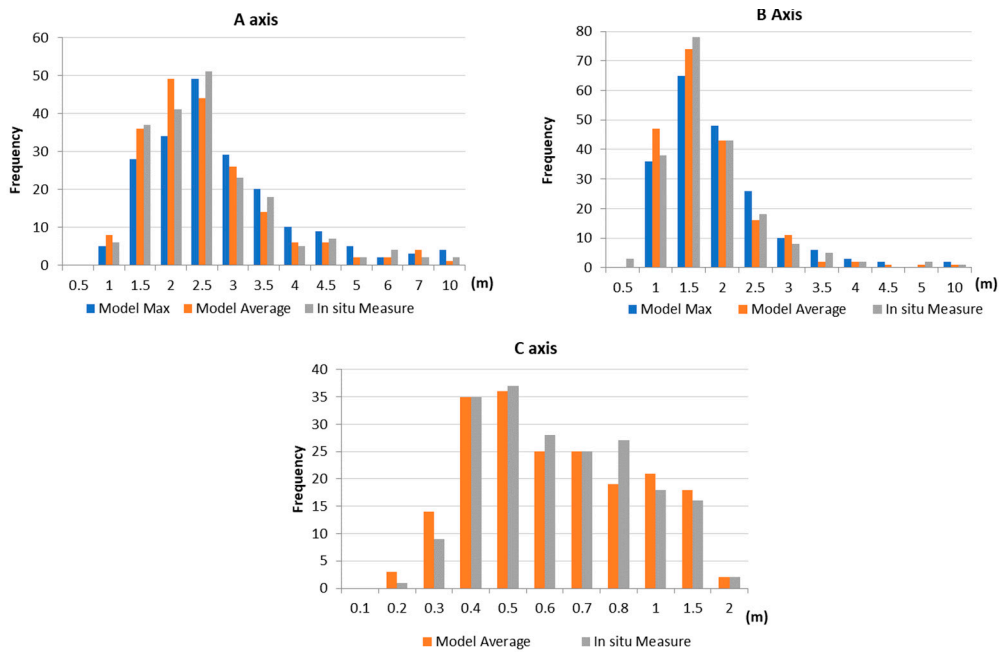 A axis
60
50
40
30
20
10
0
Frequency
0.5 1 1.5 2 2.5 3 3.5 4 4.5 5 6 7 10 (m)
Model Max Model Average In situ Measure
B Axis
80
70
60
50
40
30
20
10
0
Frequency
0.5 1 1.5 2 2.5 3 3.5 4 4.5 5 10 (m)
Model Max Model Average In situ Measure
C axis
40
35
30
25
20
15
10
5
0
Frequency
0.1 0.2 0.3 0.4 0.5 0.6 0.7 0.8 1 1.5 2 (m)
Model Average In situ Measure